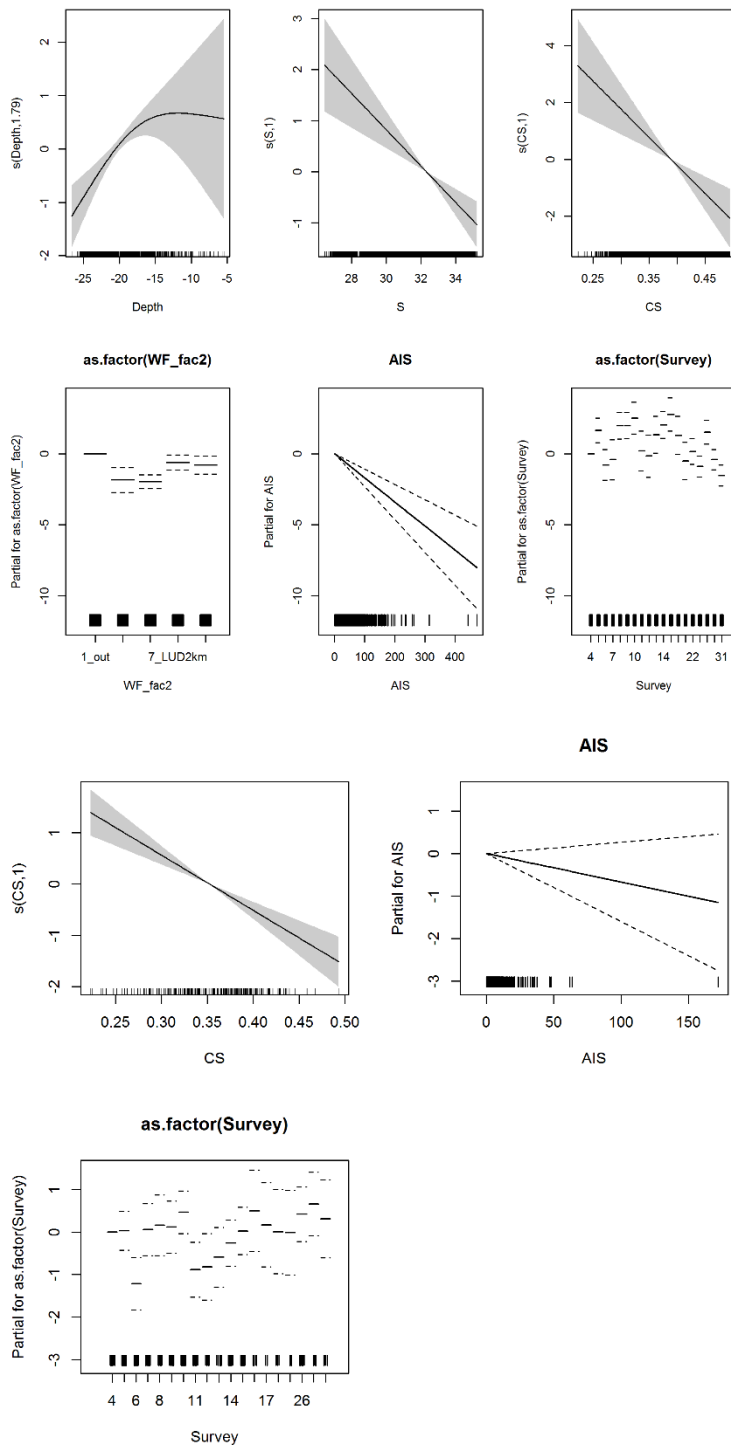 s(Depth,1.79)
2
1
0
-1
-2
-25 -20 -15 -10 -5
Depth
s(S,1)
3
2
1
0
-1
28 30 32 34
S
s(CS,1)
4
2
0
-2
0.25 0.35 0.45
CS
as.factor(WF_fac2)
Partial for as.factor(WF_fac2)
0
-5
-10
1_out 7_LUD2km
WF_fac2
AIS
Partial for AIS
0
-5
-10
0 100 200 300 400
AIS
as.factor(Survey)
Partial for as.factor(Survey)
0
-5
-10
4 7 10 14 22 31
Survey
s(CS,1)
1
0
-1
-2
0.25 0.30 0.35 0.40 0.45 0.50
CS
AIS
Partial for AIS
1
0
-1
-2
-3
0 50 100 150
AIS
as.factor(Survey)
Partial for as.factor(Survey)
1
0
-1
-2
-3
4 6 8 11 14 17 26
Survey